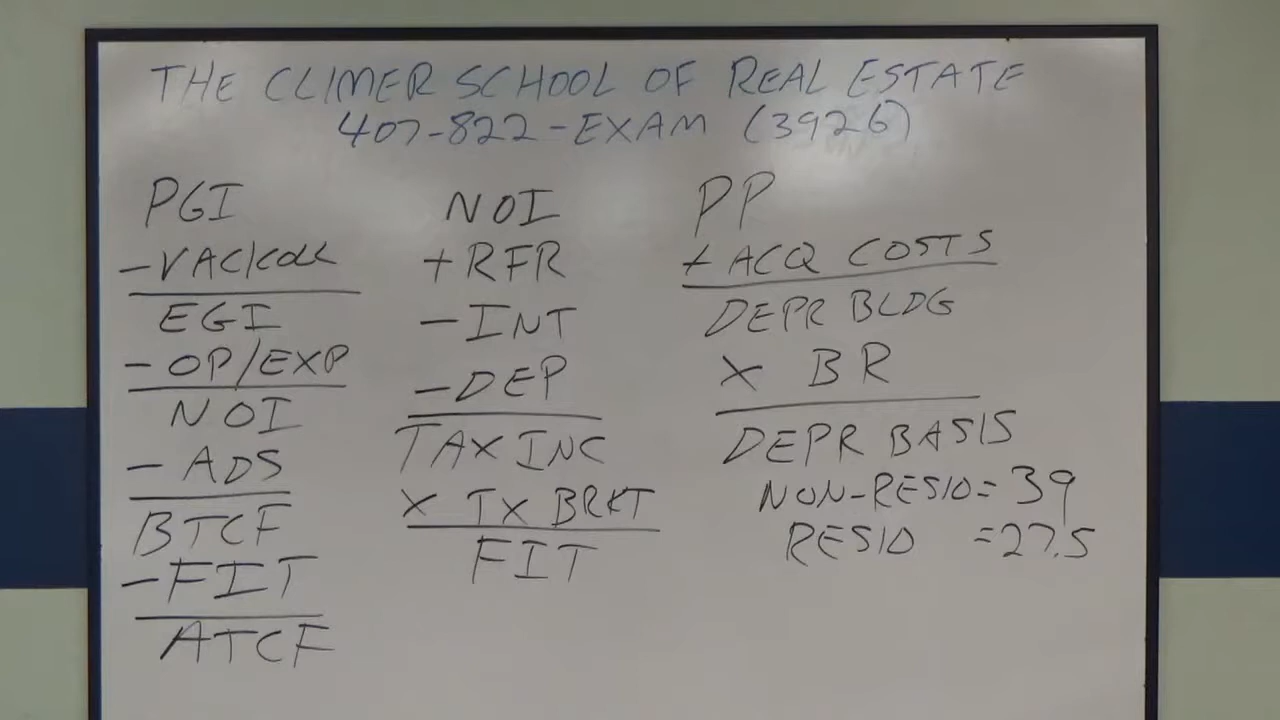 THE CLIMER SCHOOL OF REAL ESTATE
407-822-EXAM (3926)
PGI
-VAC/COLL
EGI
- OP/EXP
NOI
- ADS
BTCF
-FIT
ATCF
NOI
+RFR
-INT
-DEP
TAX INC
X TX BRKT
FIT
PP
+ ACQ COSTS
DEPR BLDG
X BR
DEPR BASIS
NON-RESID=39
RESID =27.5